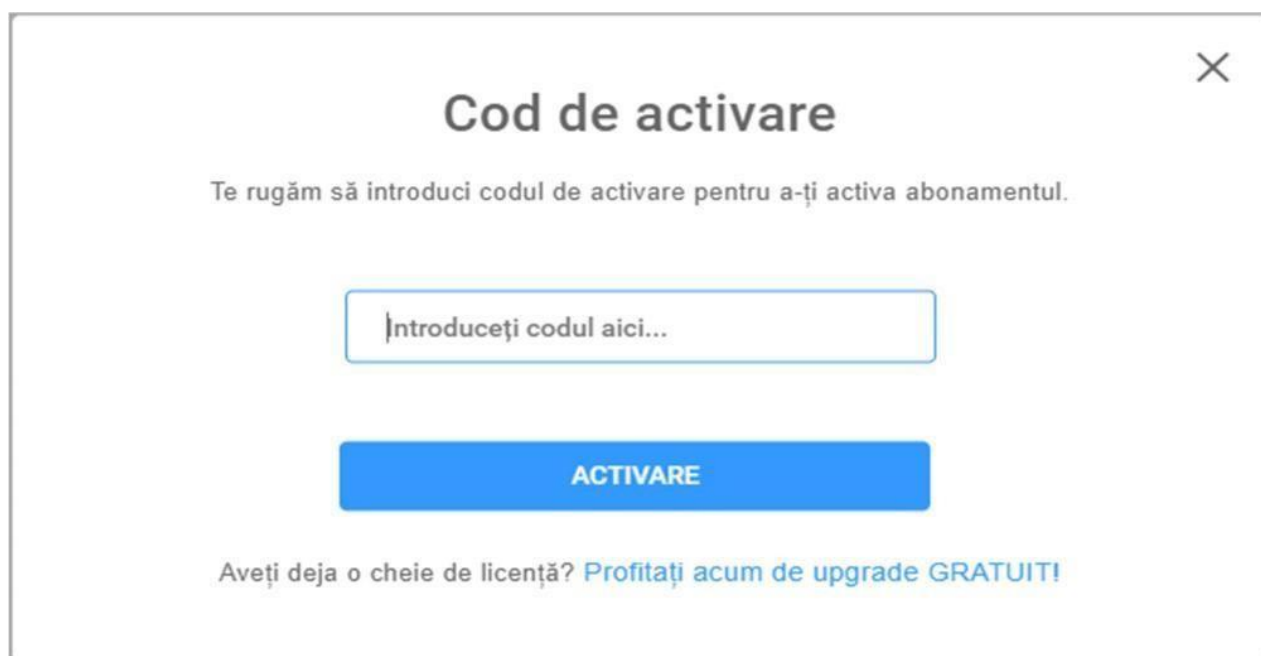 Cod de activare
Te rugăm să introduci codul de activare pentru a-ți activa abonamentul.
Introduceți codul aici...
ACTIVARE
Aveți deja o cheie de licență? Profitați acum de upgrade GRATUIT!